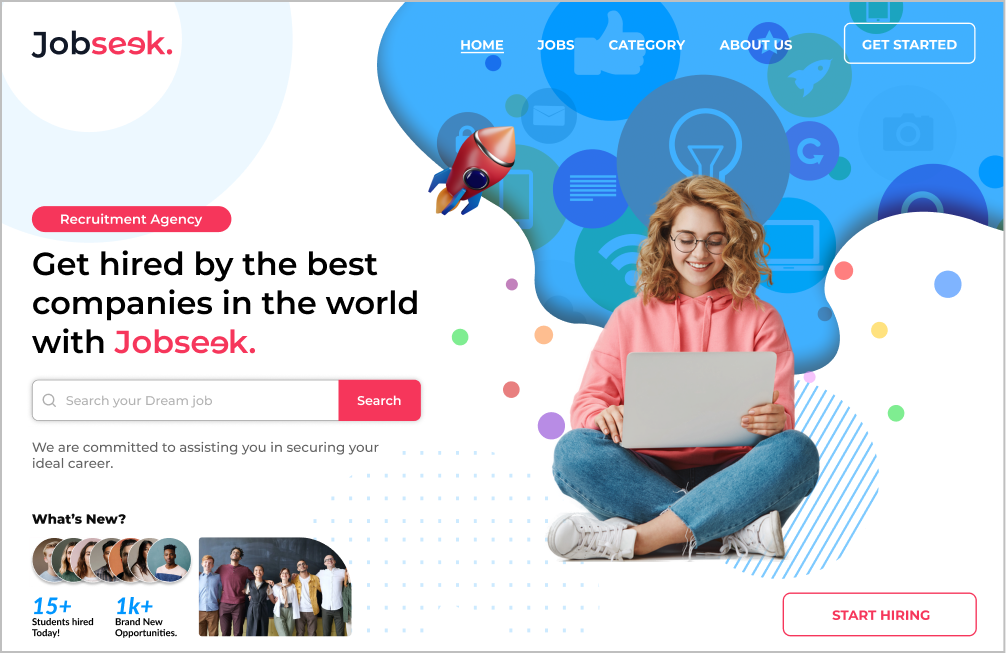 Jobseek.
HOME JOBS CATEGORY ABOUT US GET STARTED
Recruitment Agency
Get hired by the best
companies in the world
with Jobseek.
Search your Dream job Search
We are committed to assisting you in securing your
ideal career.
What's New?
15+
Students hired
Today!
1k+
Brand New
Opportunities.
START HIRING